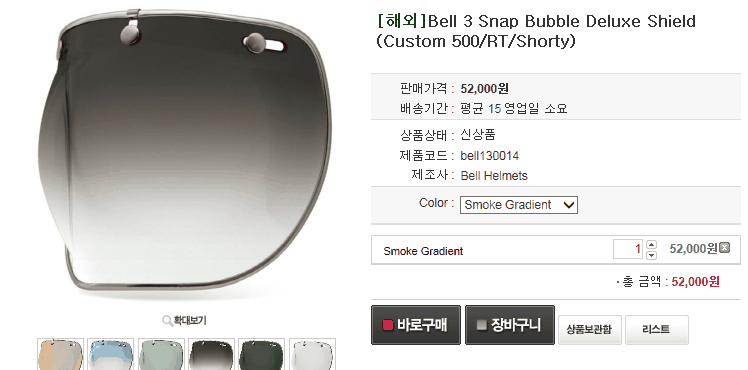 [해외]Bell 3 Snap Bubble Deluxe Shield
(Custom 500/RT/Shorty)
판매가격 : 52,000원
배송기간 : 평균 15 영업일 소요
상품상태 : 신상품
제품코드 : bell130014
제조사 : Bell Helmets
Color : Smoke Gradient
Smoke Gradient 1 52,000원
· 총 금액 : 52,000원
확대보기
바로구매 장바구니 상품보관함 리스트